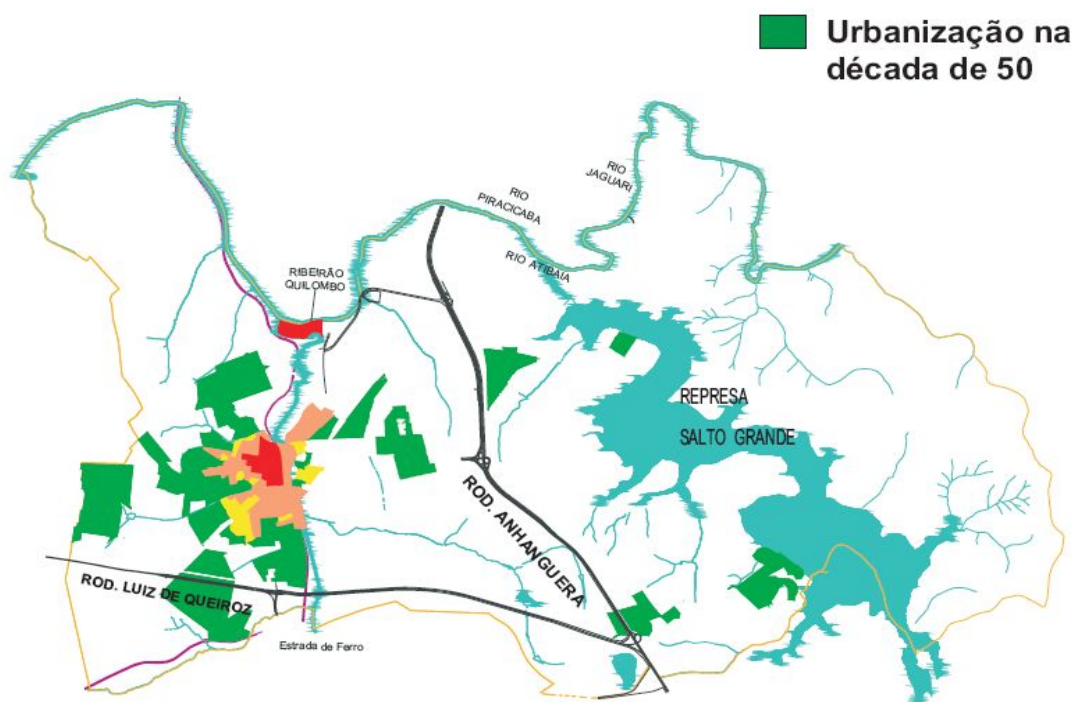 Urbanização na
década de 50
RIO
JAGUARI
RIO
PIRACICABA
RIO ATIBAIA
RIBEIRÃO
QUILOMBO
REPRESA
SALTO GRANDE
ROD. ANHANGUERA
ROD. LUIZ DE QUEIROZ
Estrada de Ferro